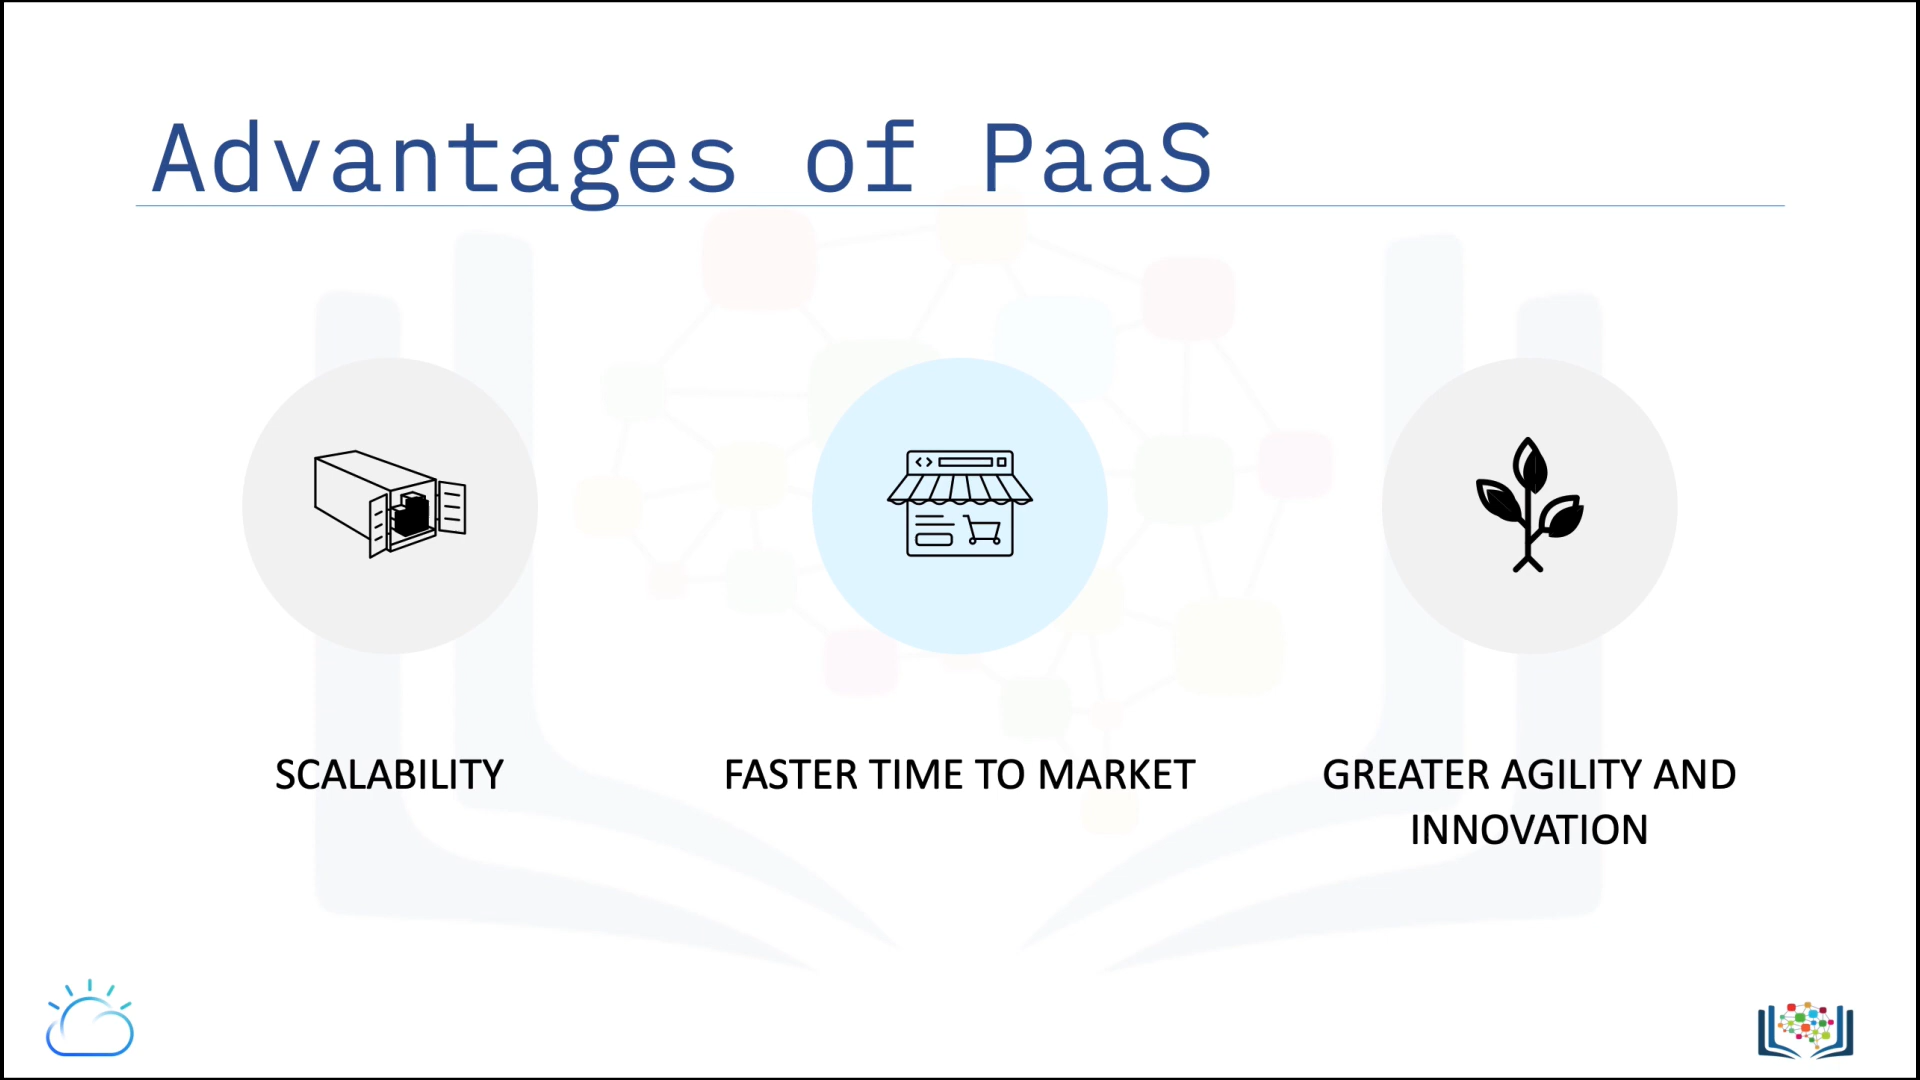 Advantages of PaaS
SCALABILITY
FASTER TIME TO MARKET
GREATER AGILITY AND
INNOVATION